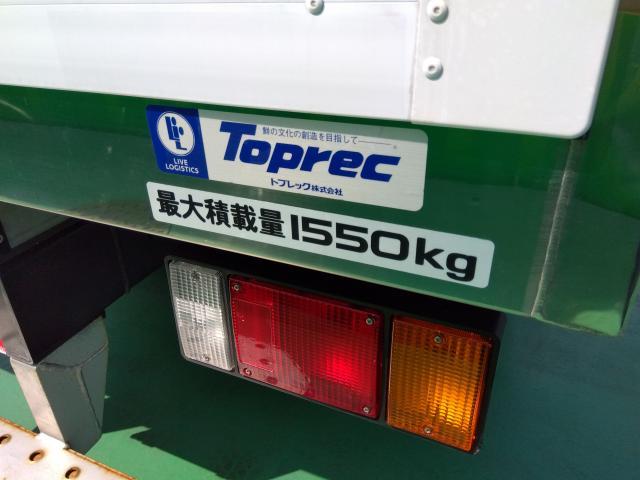 鮮の文化の創造を目指して
Toprec
LIVE
LOGISTICS
トプレック株式会社
最大積載量1550kg